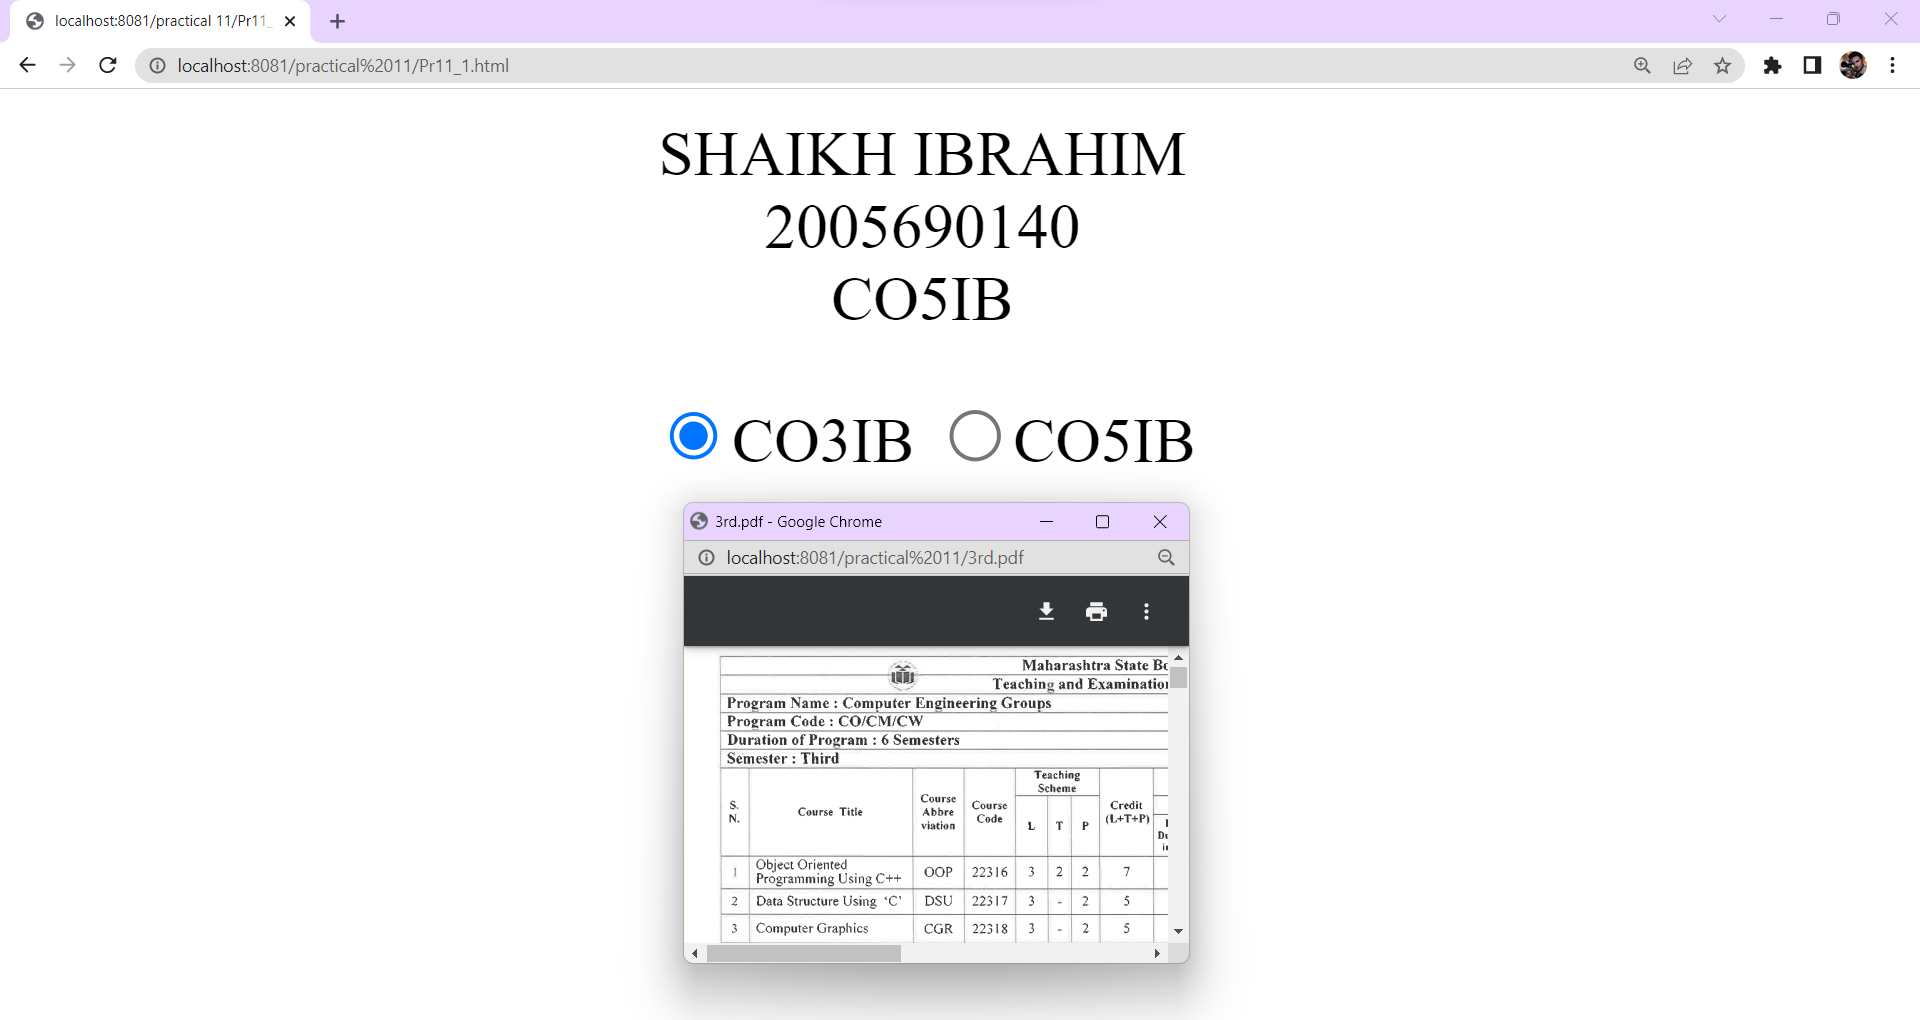 localhost:8081/practical 11/Pr11_
localhost:8081/practical%2011/Pr11_1.html
SHAIKH IBRAHIM
2005690140
CO5IB
CO3IB CO5IB
3rd.pdf - Google Chrome
localhost:8081/practical%2011/3rd.pdf
Maharashtra State Bo
Teaching and Examination
Program Name : Computer Engineering Groups
Program Code : CO/CM/CW
Duration of Program : 6 Semesters
Semester : Third
S. N. Course Title Course Abbre viation Course Code Teaching Scheme L T P Credit (L+T+P)
1 Object Oriented Programming Using C++ OOP 22316 3 2 2 7
2 Data Structure Using ‘C’ DSU 22317 3 - 2 5
3 Computer Graphics CGR 22318 3 - 2 5